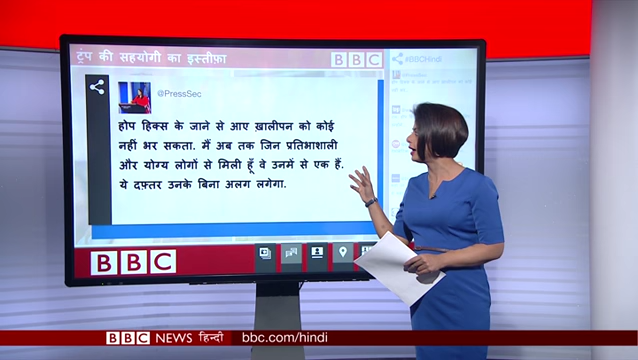 ट्रंप की सहयोगी का इस्तीफ़ा
BBC
#BBCHindi
@PressSec
होप हिक्स के जाने से आए ख़ालीपन को कोई
नहीं भर सकता. मैं अब तक जिन प्रतिभाशाली
और योग्य लोगों से मिली हूँ वे उनमें से एक हैं.
ये दफ़्तर उनके बिना अलग लगेगा.
BBC
BBC NEWS हिन्दी bbc.com/hindi